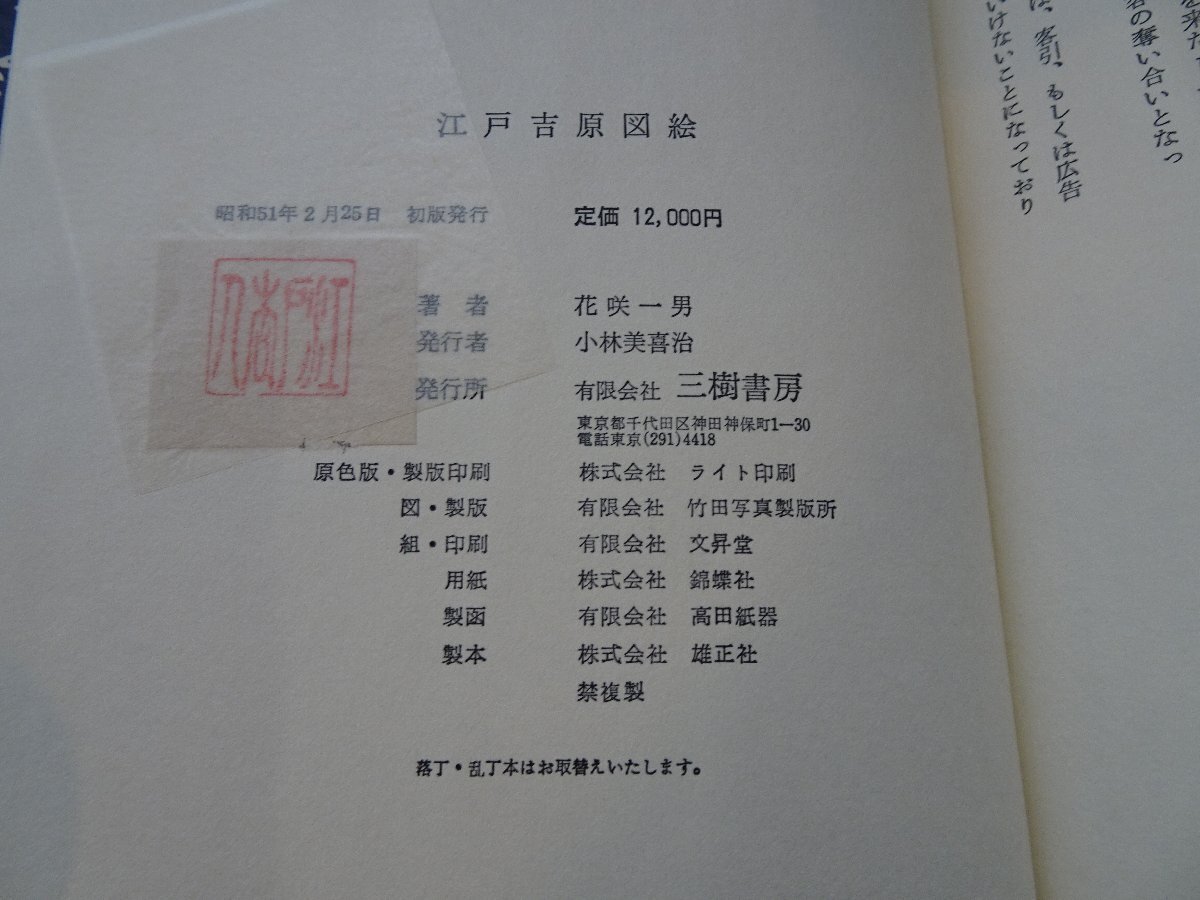 江戸吉原図絵
昭和51年2月25日 初版発行 定価 12,000円
著者 花咲一男
発行者 小林美喜治
発行所 有限会社 三樹書房
東京都千代田区神田神保町1―30
電話東京(291)4418
原色版・製版印刷 株式会社 ライト印刷
図・製版 有限会社 竹田写真製版所
組・印刷 有限会社 文昇堂
用紙 株式会社 錦蝶社
製函 有限会社 高田紙器
製本 株式会社 雄正社
禁複製
落丁・乱丁本はお取替えいたします。
の奪い合いとなっ
客引、もしくは広告
いけないことになっており